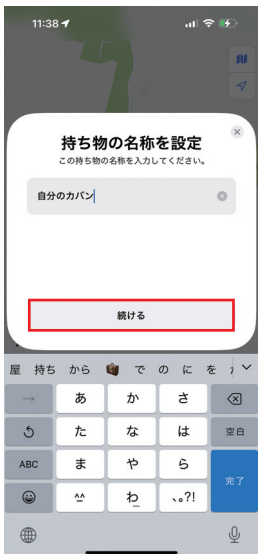 11:38
持ち物の名称を設定
この持ち物の名称を入力してください。
自分のカバン
続ける
屋 持ち から で の に を
→ あ か さ
た な は 空白
ABC ま や ら
^^ わ_ 、。?! 完了